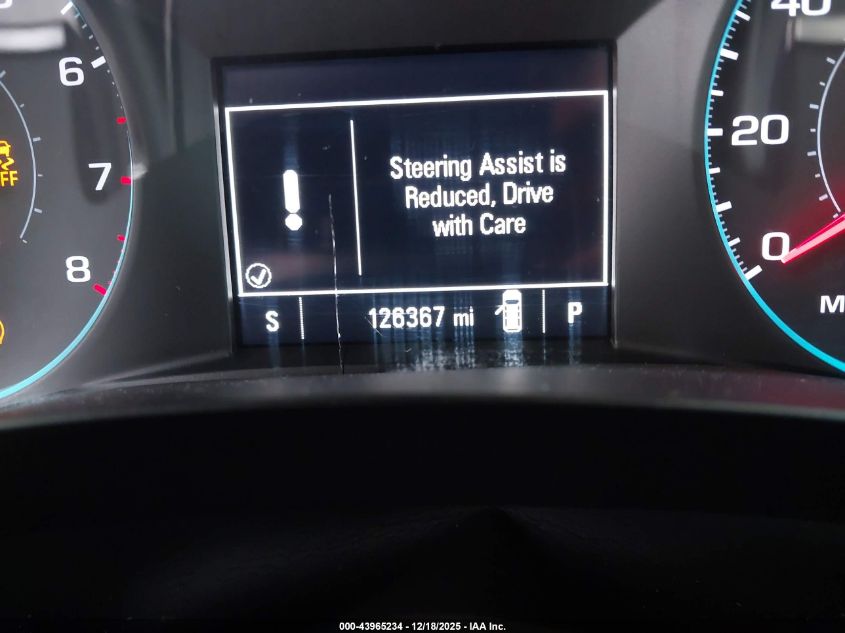 6
7
8
FF
Steering Assist is
Reduced, Drive
with Care
S
126367 mi
P
40
20
0
M
000-43965234 - 12/18/2025 - IAA Inc.